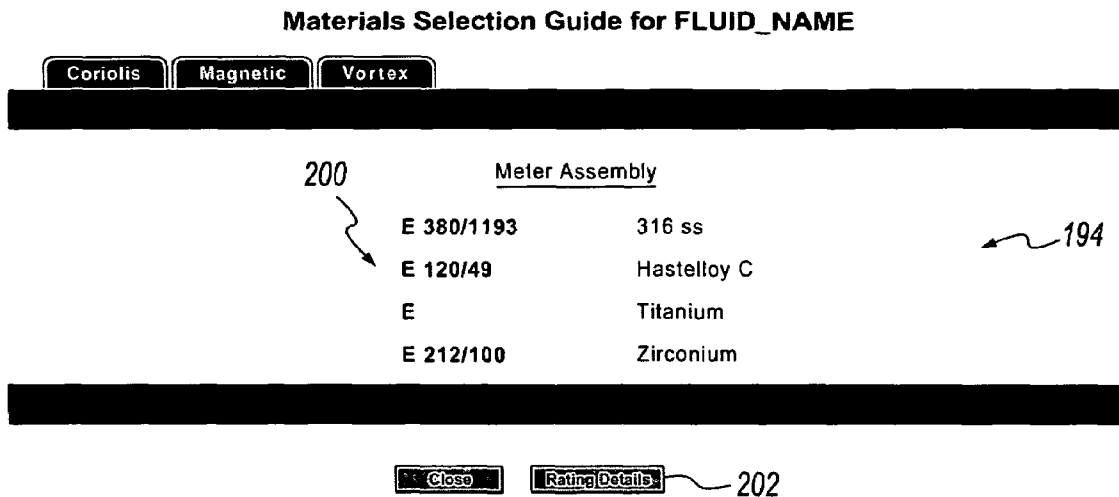 Materials Selection Guide for FLUID_NAME
Coriolis Magnetic Vortex
200 Meter Assembly
E 380/1193 316 ss
194
E 120/49 Hastelloy C
E Titanium
E 212/100 Zirconium
Close Rating Details 202